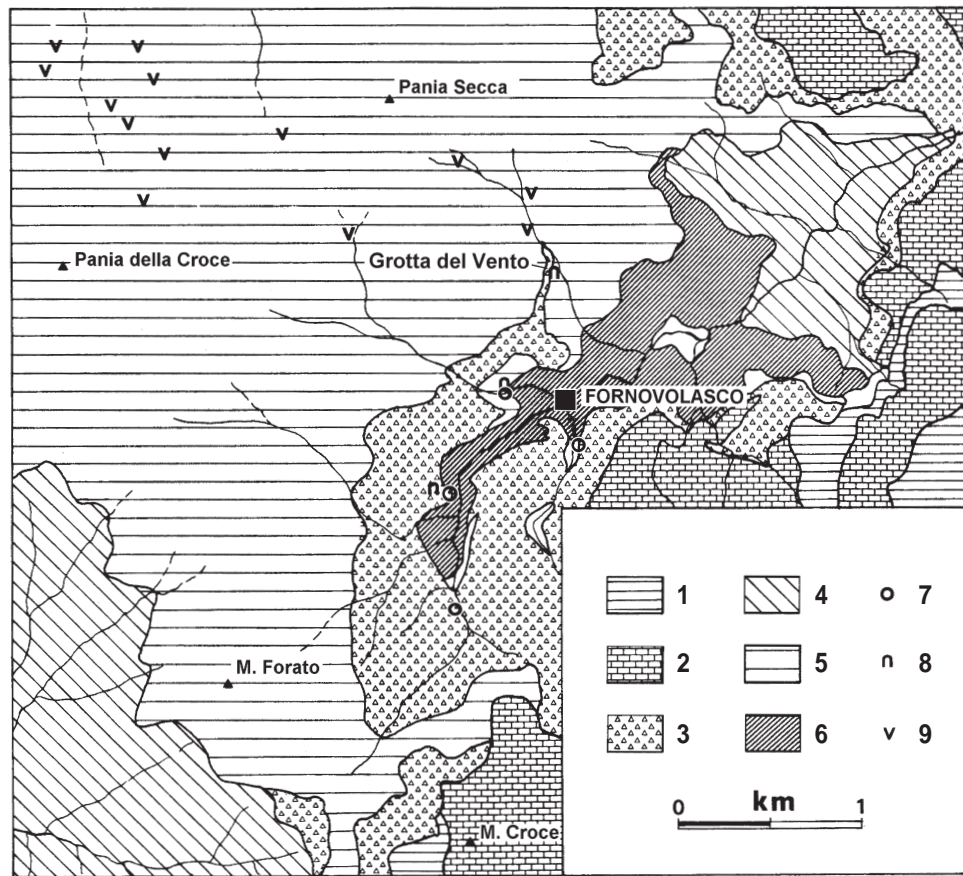 Pania Secca
Pania della Croce
Grotta del Vento
FORNOVOLASCO
M. Forato
M. Croce
1 4 7
2 5 8
3 6 9
0 km 1